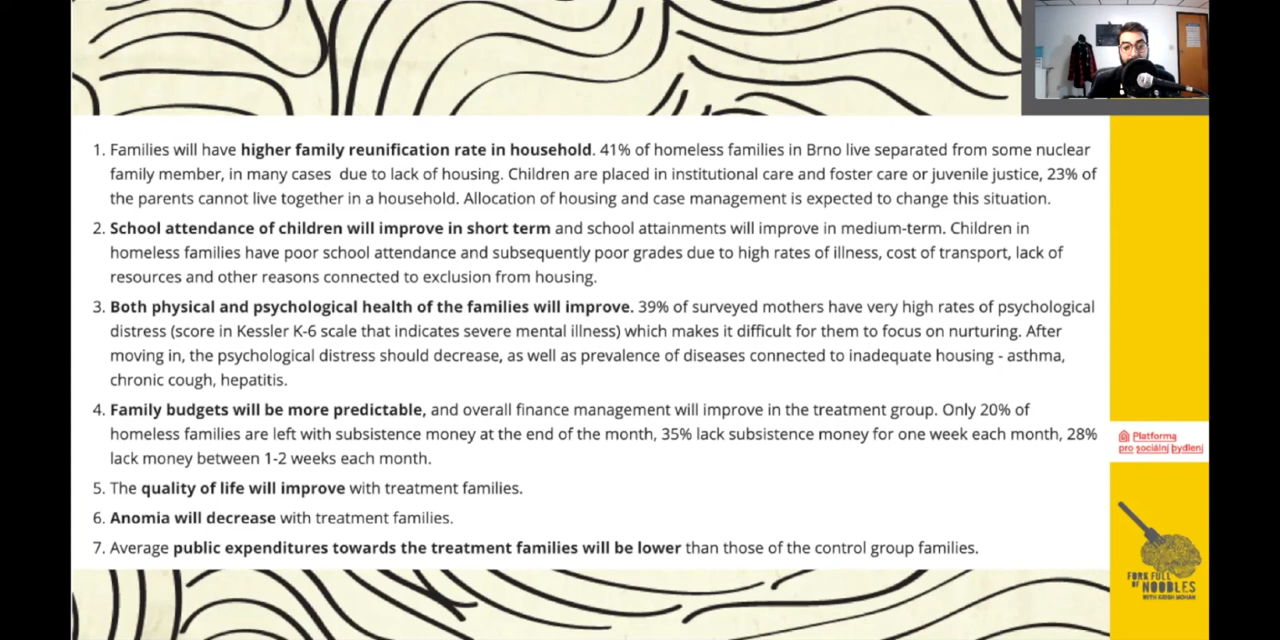 1. Families will have higher family reunification rate in household. 41% of homeless families in Brno live separated from some nuclear
family member, in many cases due to lack of housing. Children are placed in institutional care and foster care or juvenile justice, 23% of
the parents cannot live together in a household. Allocation of housing and case management is expected to change this situation.
2. School attendance of children will improve in short term and school attainments will improve in medium-term. Children in
homeless families have poor school attendance and subsequently poor grades due to high rates of illness, cost of transport, lack of
resources and other reasons connected to exclusion from housing.
3. Both physical and psychological health of the families will improve. 39% of surveyed mothers have very high rates of psychological
distress (score in Kessler K-6 scale that indicates severe mental illness) which makes it difficult for them to focus on nurturing. After
moving in, the psychological distress should decrease, as well as prevalence of diseases connected to inadequate housing - asthma,
chronic cough, hepatitis.
4. Family budgets will be more predictable, and overall finance management will improve in the treatment group. Only 20% of
homeless families are left with subsistence money at the end of the month, 35% lack subsistence money for one week each month, 28%
lack money between 1-2 weeks each month.
5. The quality of life will improve with treatment families.
6. Anomia will decrease with treatment families.
7. Average public expenditures towards the treatment families will be lower than those of the control group families.
Platforma
pro sociální bydlení
FORK FULL
OF NOODLES
WITH KRISH MOHAN